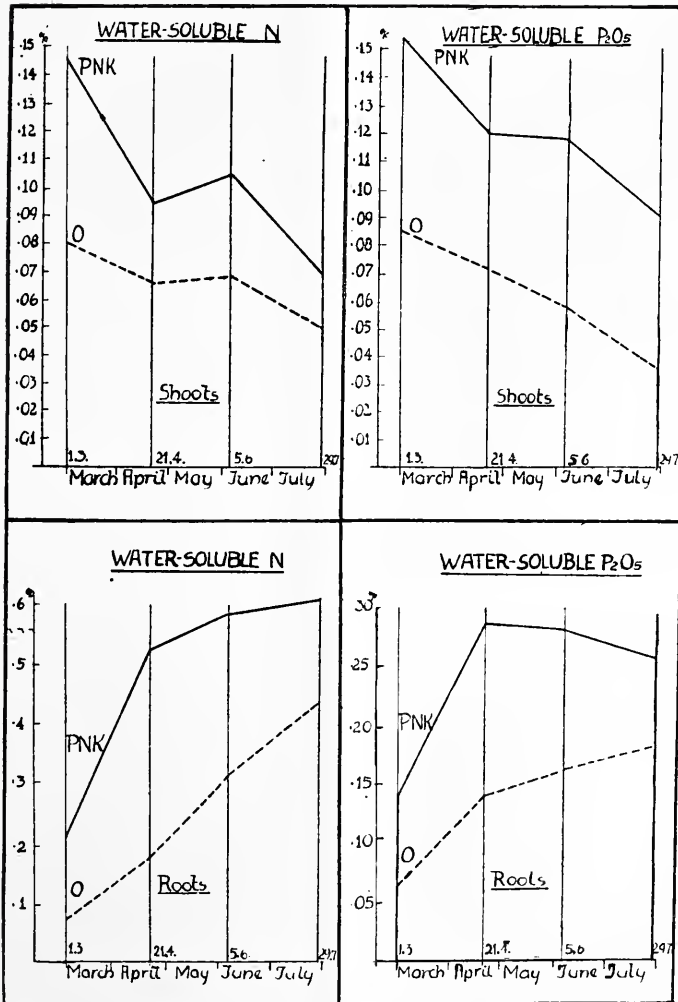 WATER-SOLUBLE N
%
.15
.14
.13
.12
.11
.10
.09
.08
.07
.06
.05
.04
.03
.02
.01
PNK
O
Shoots
1.3.
21.4.
5.6
29.7
March April May June July
WATER-SOLUBLE P₂O₅
%
.15
.14
.13
.12
.11
.10
.09
.08
.07
.06
.05
.04
.03
.02
.01
PNK
O
Shoots
1.3.
21 4.
5 6
March April May June July
WATER-SOLUBLE N
%
.6
.5
.4
.3
.2
.1
PNK
O
Roots
1.3
21.4.
5.6.
March April May June July
WATER-SOLUBLE P₂O₅
.30
.25
.20
.15
.10
.05
PNK
O
Roots
1.3
21.4.
5.6
March April May June July